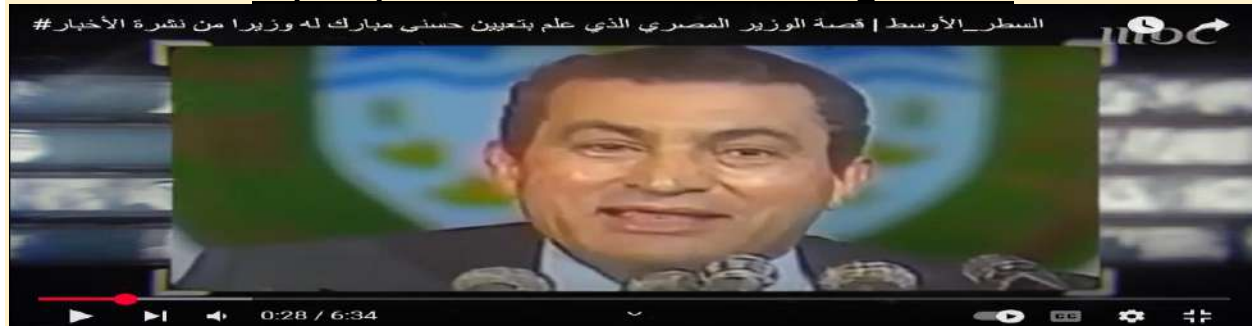 #السطر_الأوسط | قصة الوزير المصري الذي علم بتعيين حسني مبارك له وزيرا من نشرة الأخبار
mbc
0:28 / 6:34
CC